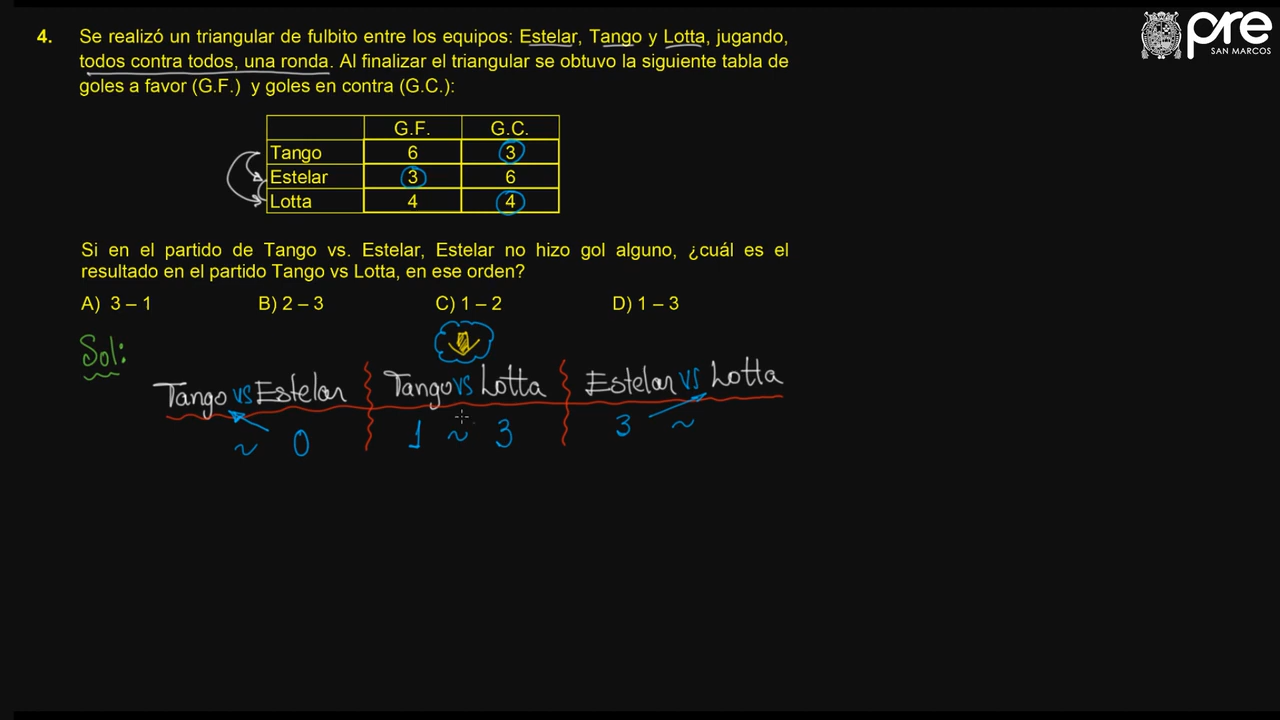 pre
SAN MARCOS
4. Se realizó un triangular de fulbito entre los equipos: Estelar, Tango y Lotta, jugando,
todos contra todos, una ronda. Al finalizar el triangular se obtuvo la siguiente tabla de
goles a favor (G.F.) y goles en contra (G.C.):
G.F. G.C.
Tango 6 3
Estelar 3 6
Lotta 4 4
Si en el partido de Tango vs. Estelar, Estelar no hizo gol alguno, ¿cuál es el
resultado en el partido Tango vs Lotta, en ese orden?
A) 3 – 1 B) 2 – 3 C) 1 – 2 D) 1 – 3
Sol:
Tango vs Estelar Tango vs Lotta Estelar vs Lotta
~ 0 1 ~ 3 3 ~